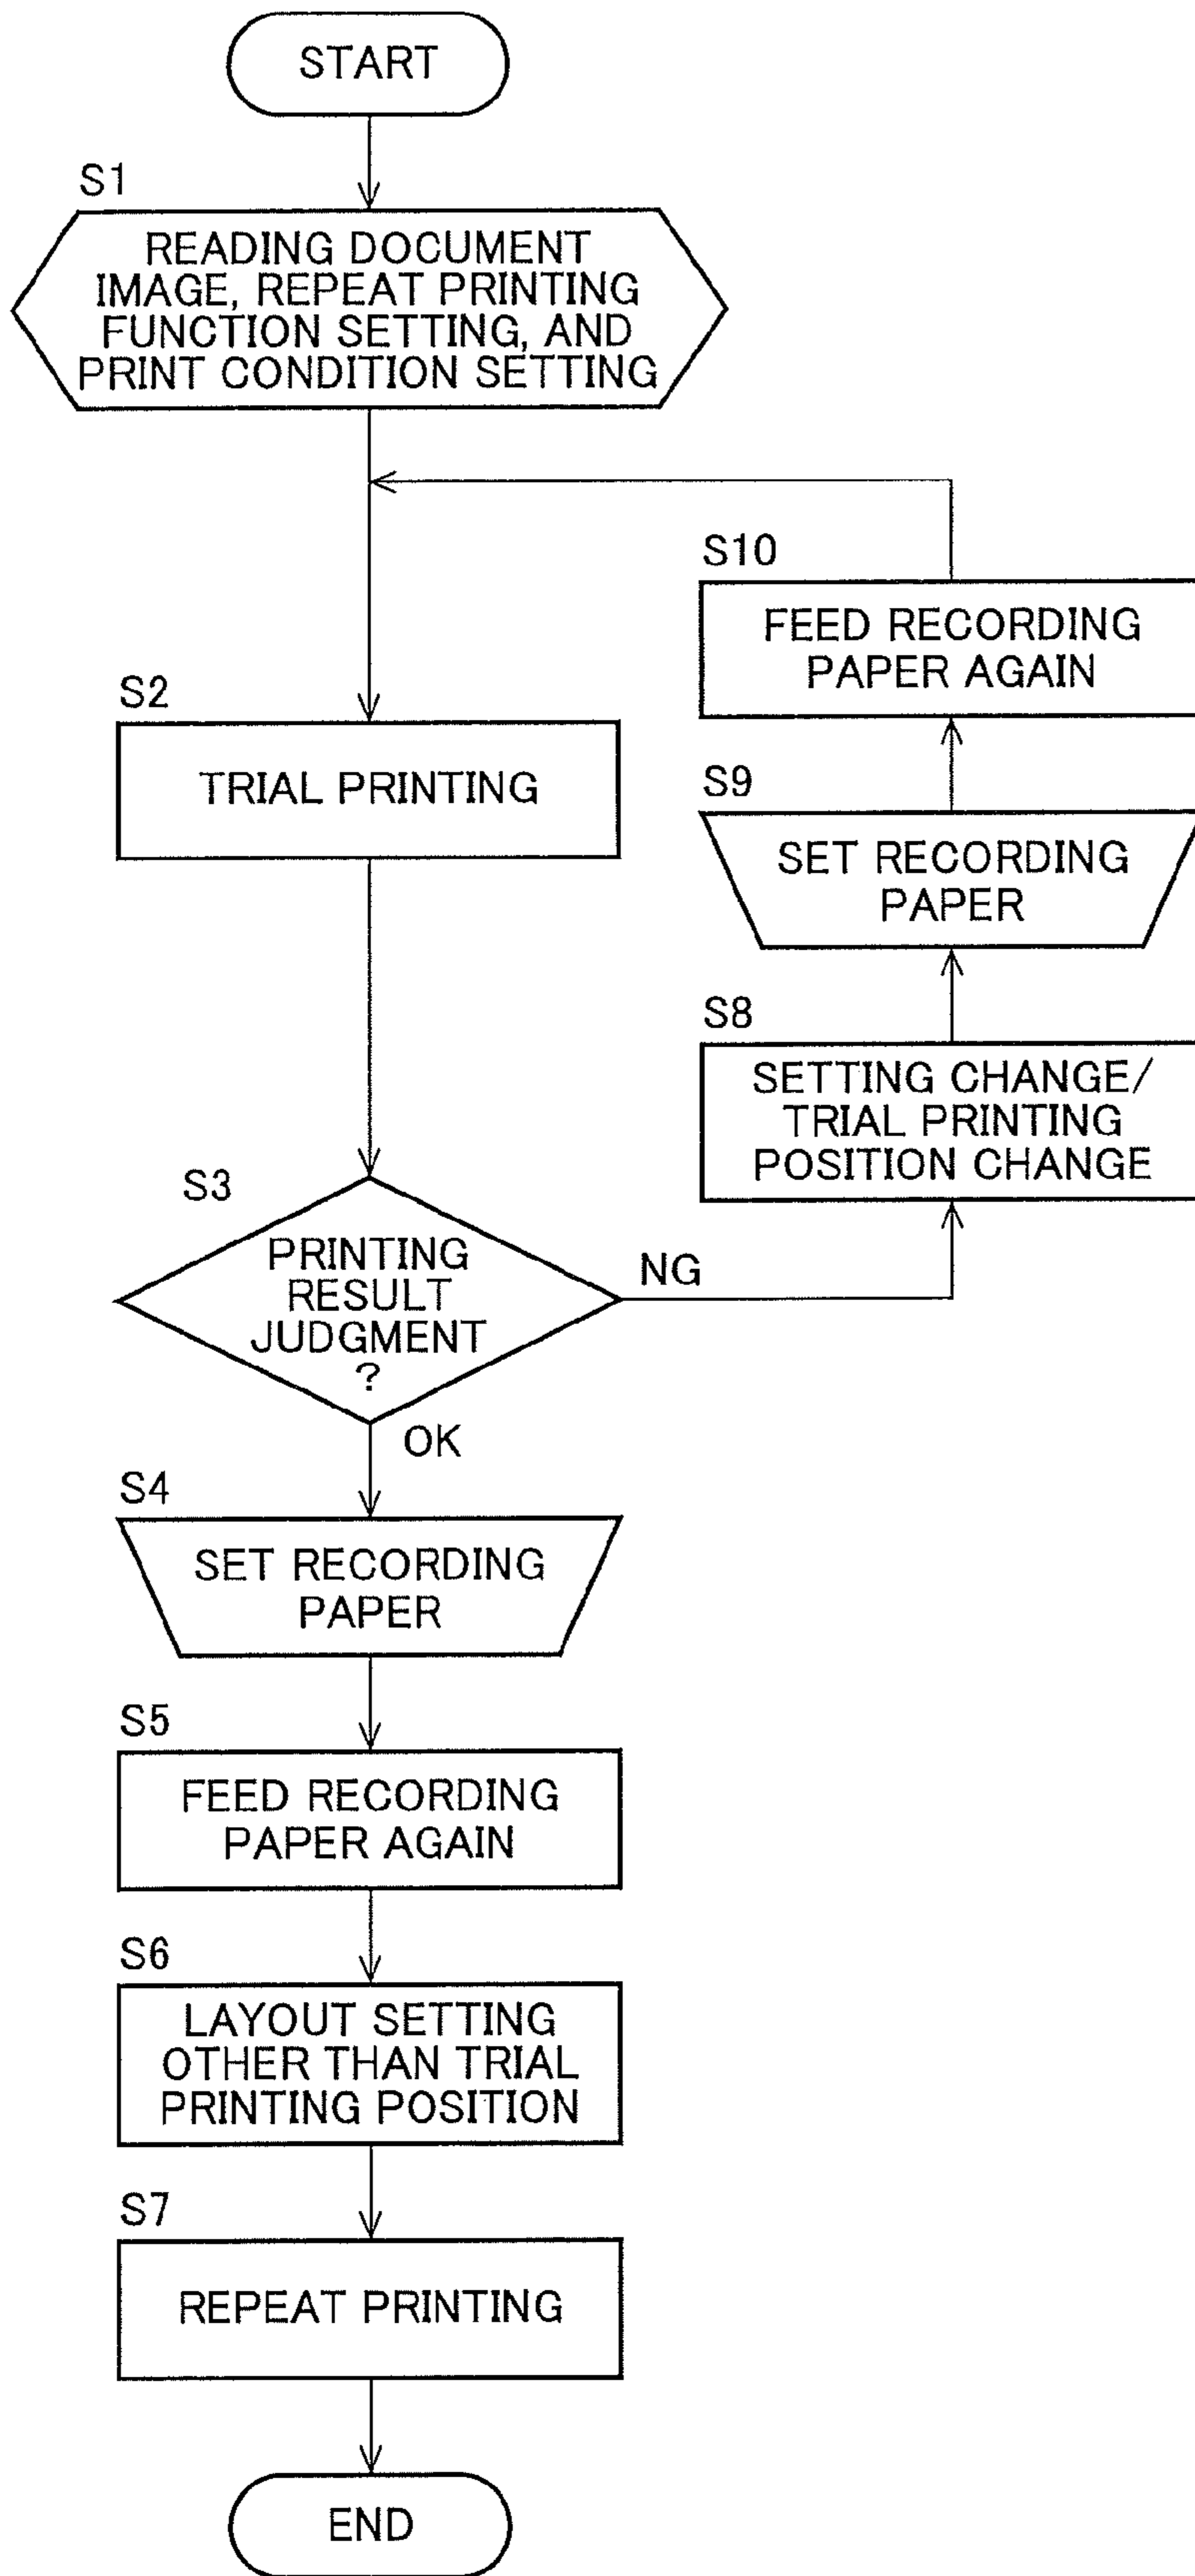 START
S1
READING DOCUMENT
IMAGE, REPEAT PRINTING
FUNCTION SETTING, AND
PRINT CONDITION SETTING
S2
TRIAL PRINTING
S3
PRINTING
RESULT
JUDGMENT
?
NG
OK
S4
SET RECORDING
PAPER
S5
FEED RECORDING
PAPER AGAIN
S6
LAYOUT SETTING
OTHER THAN TRIAL
PRINTING POSITION
S7
REPEAT PRINTING
END
S8
SETTING CHANGE/
TRIAL PRINTING
POSITION CHANGE
S9
SET RECORDING
PAPER
S10
FEED RECORDING
PAPER AGAIN